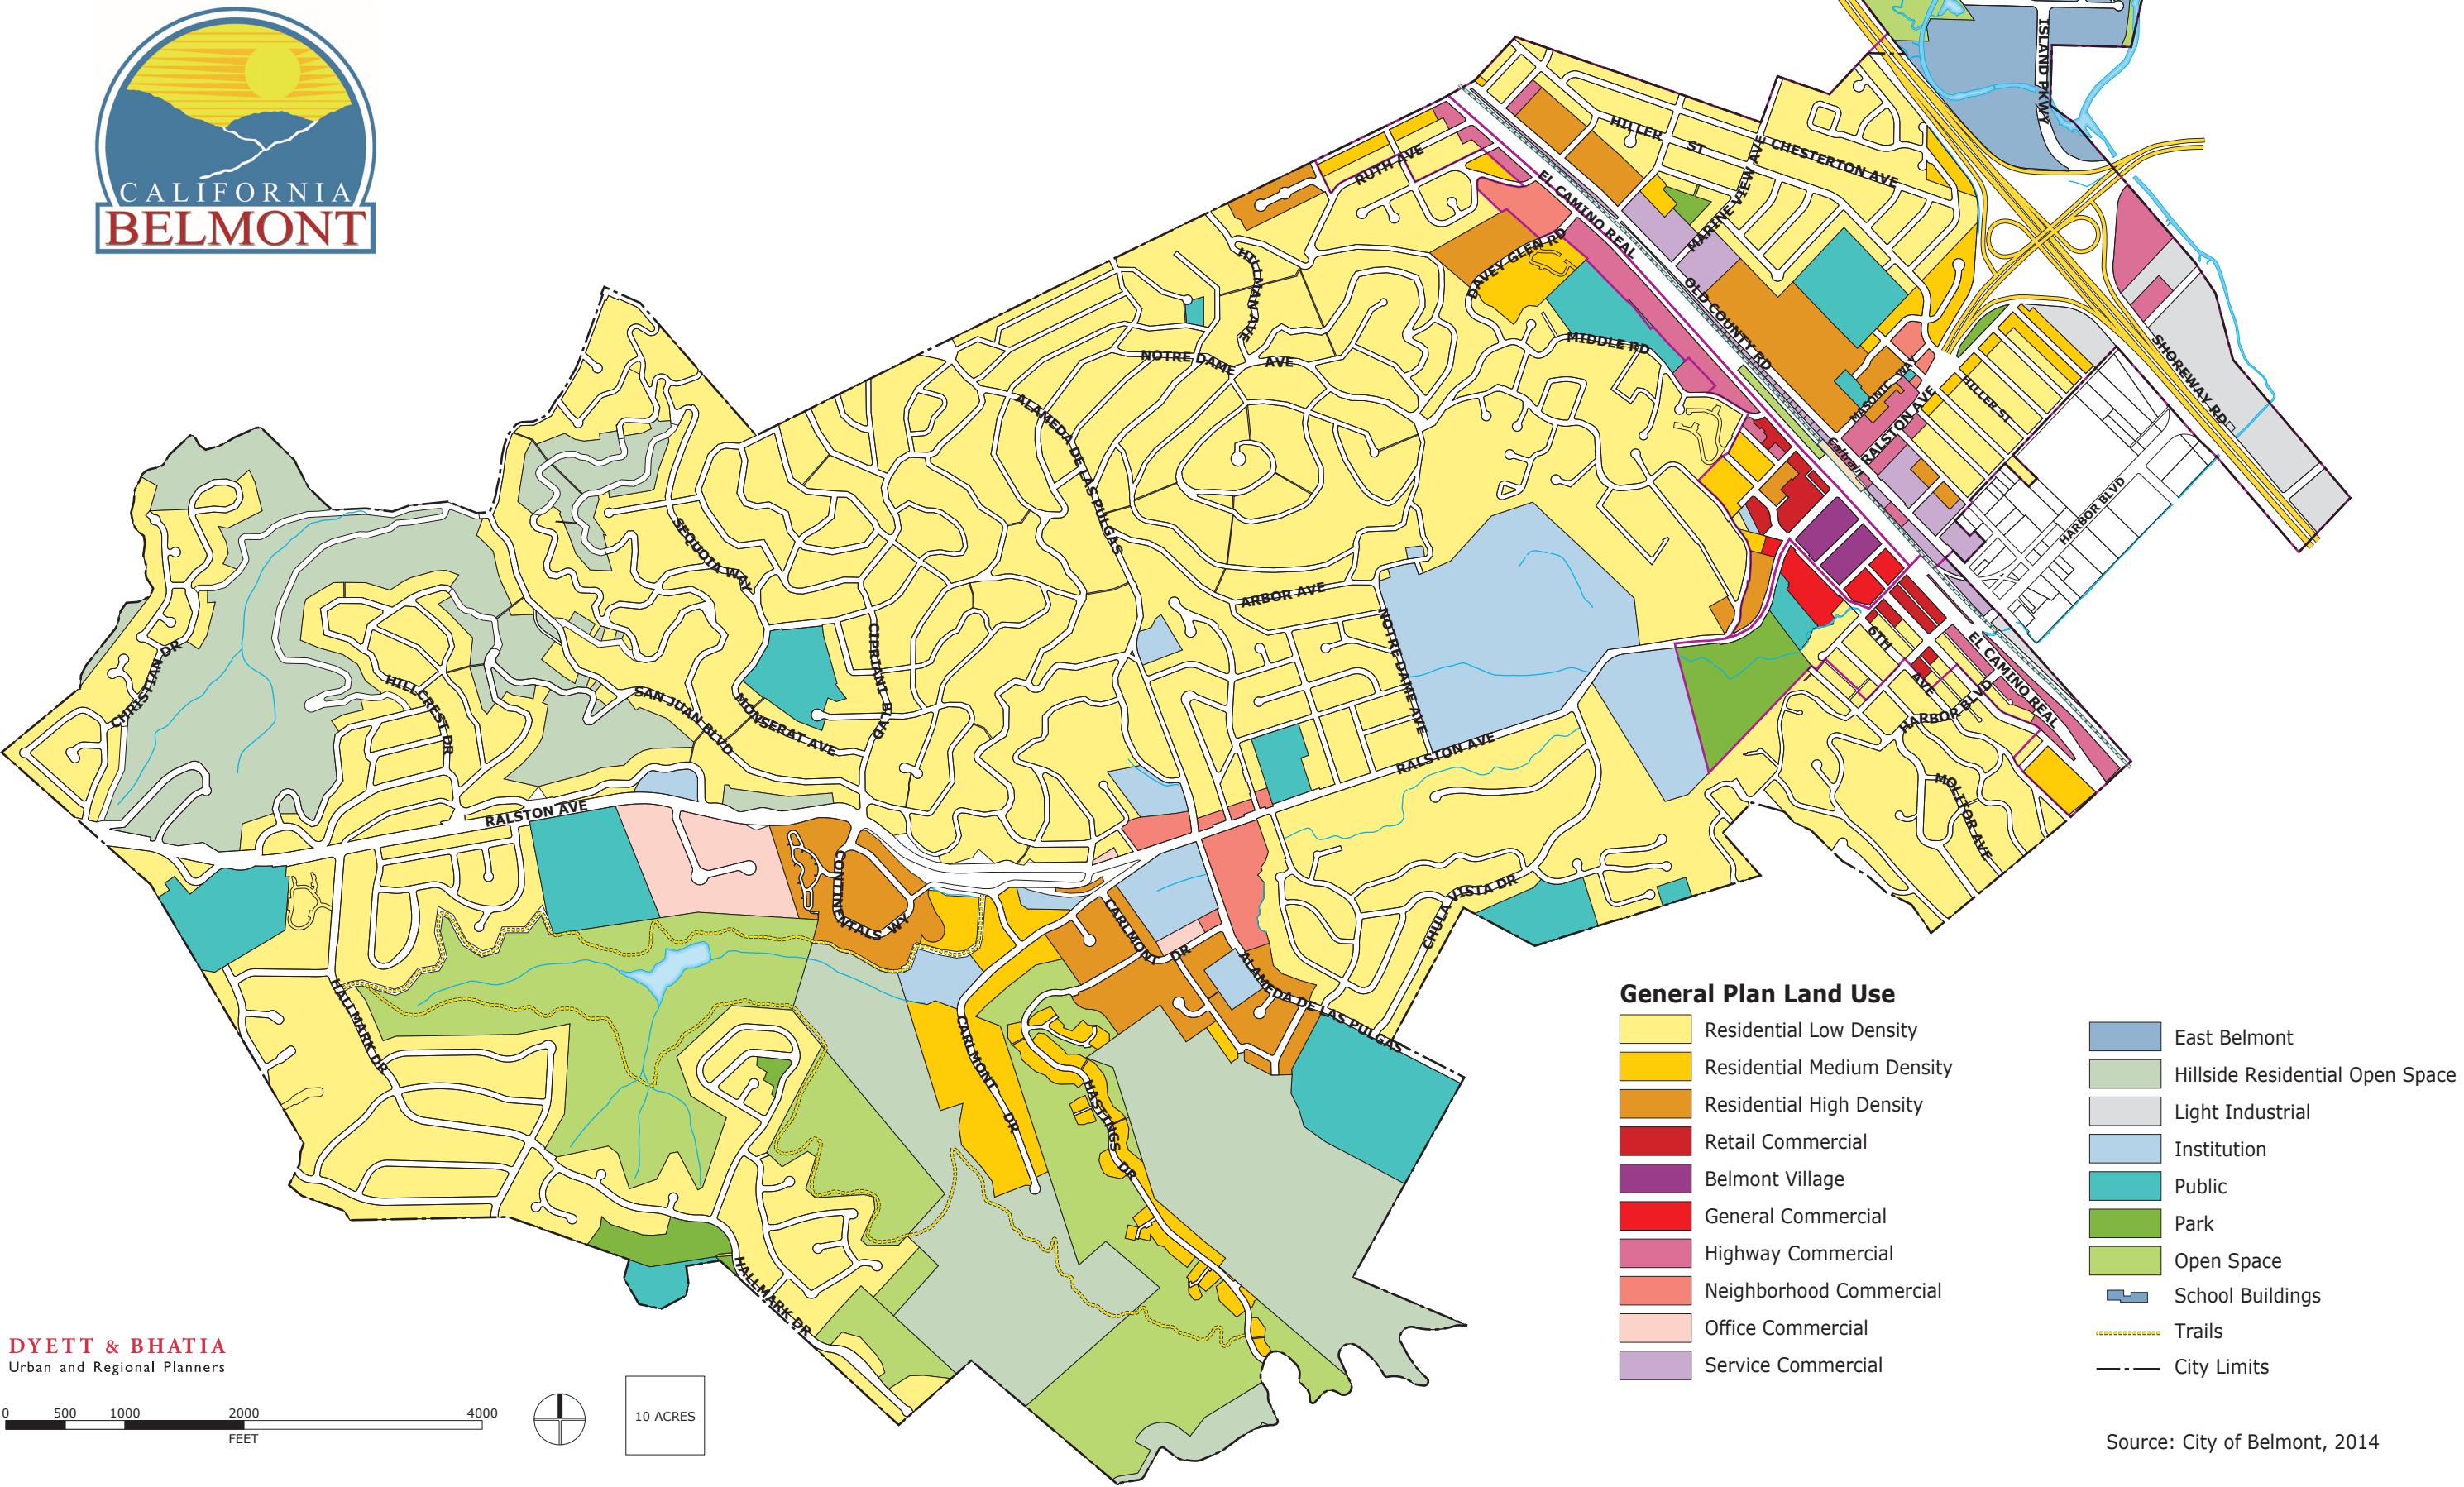 CALIFORNIA
BELMONT
ISLAND PKWY
HILLER ST
CHESTERTON AVE
MARINE VIEW AVE
RUTH AVE
EL CAMINO REAL
DAVEY GLEN RD
HILLMAN AVE
OLD COUNTY RD
MIDDLE RD
NOTRE DAME AVE
MASONIC WAY
RALSTON AVE
HILLER ST
SHOREWAY RD
Caltrain
ALAMEDA DE LAS PULGAS
HARBOR BLVD
SEQUOIA WAY
ARBOR AVE
NOTRE DAME AVE
CIPRIANI BLVD
6TH AVE
EL CAMINO REAL
CHRISTIAN DR
HILLCREST DR
SAN JUAN BLVD
MONSERAT AVE
HARBOR BLVD
RALSTON AVE
MOLITOR AVE
RALSTON AVE
CONTINENTALS WY
CHULA VISTA DR
CARLMONT DR
ALAMEDA DE LAS PULGAS
HALLMARK DR
CARLMONT DR
HASTINGS DR
HALLMARK DR
General Plan Land Use
Residential Low Density
Residential Medium Density
Residential High Density
Retail Commercial
Belmont Village
General Commercial
Highway Commercial
Neighborhood Commercial
Office Commercial
Service Commercial
East Belmont
Hillside Residential Open Space
Light Industrial
Institution
Public
Park
Open Space
School Buildings
Trails
City Limits
DYETT & BHATIA
Urban and Regional Planners
0 500 1000 2000 4000
FEET
10 ACRES
Source: City of Belmont, 2014